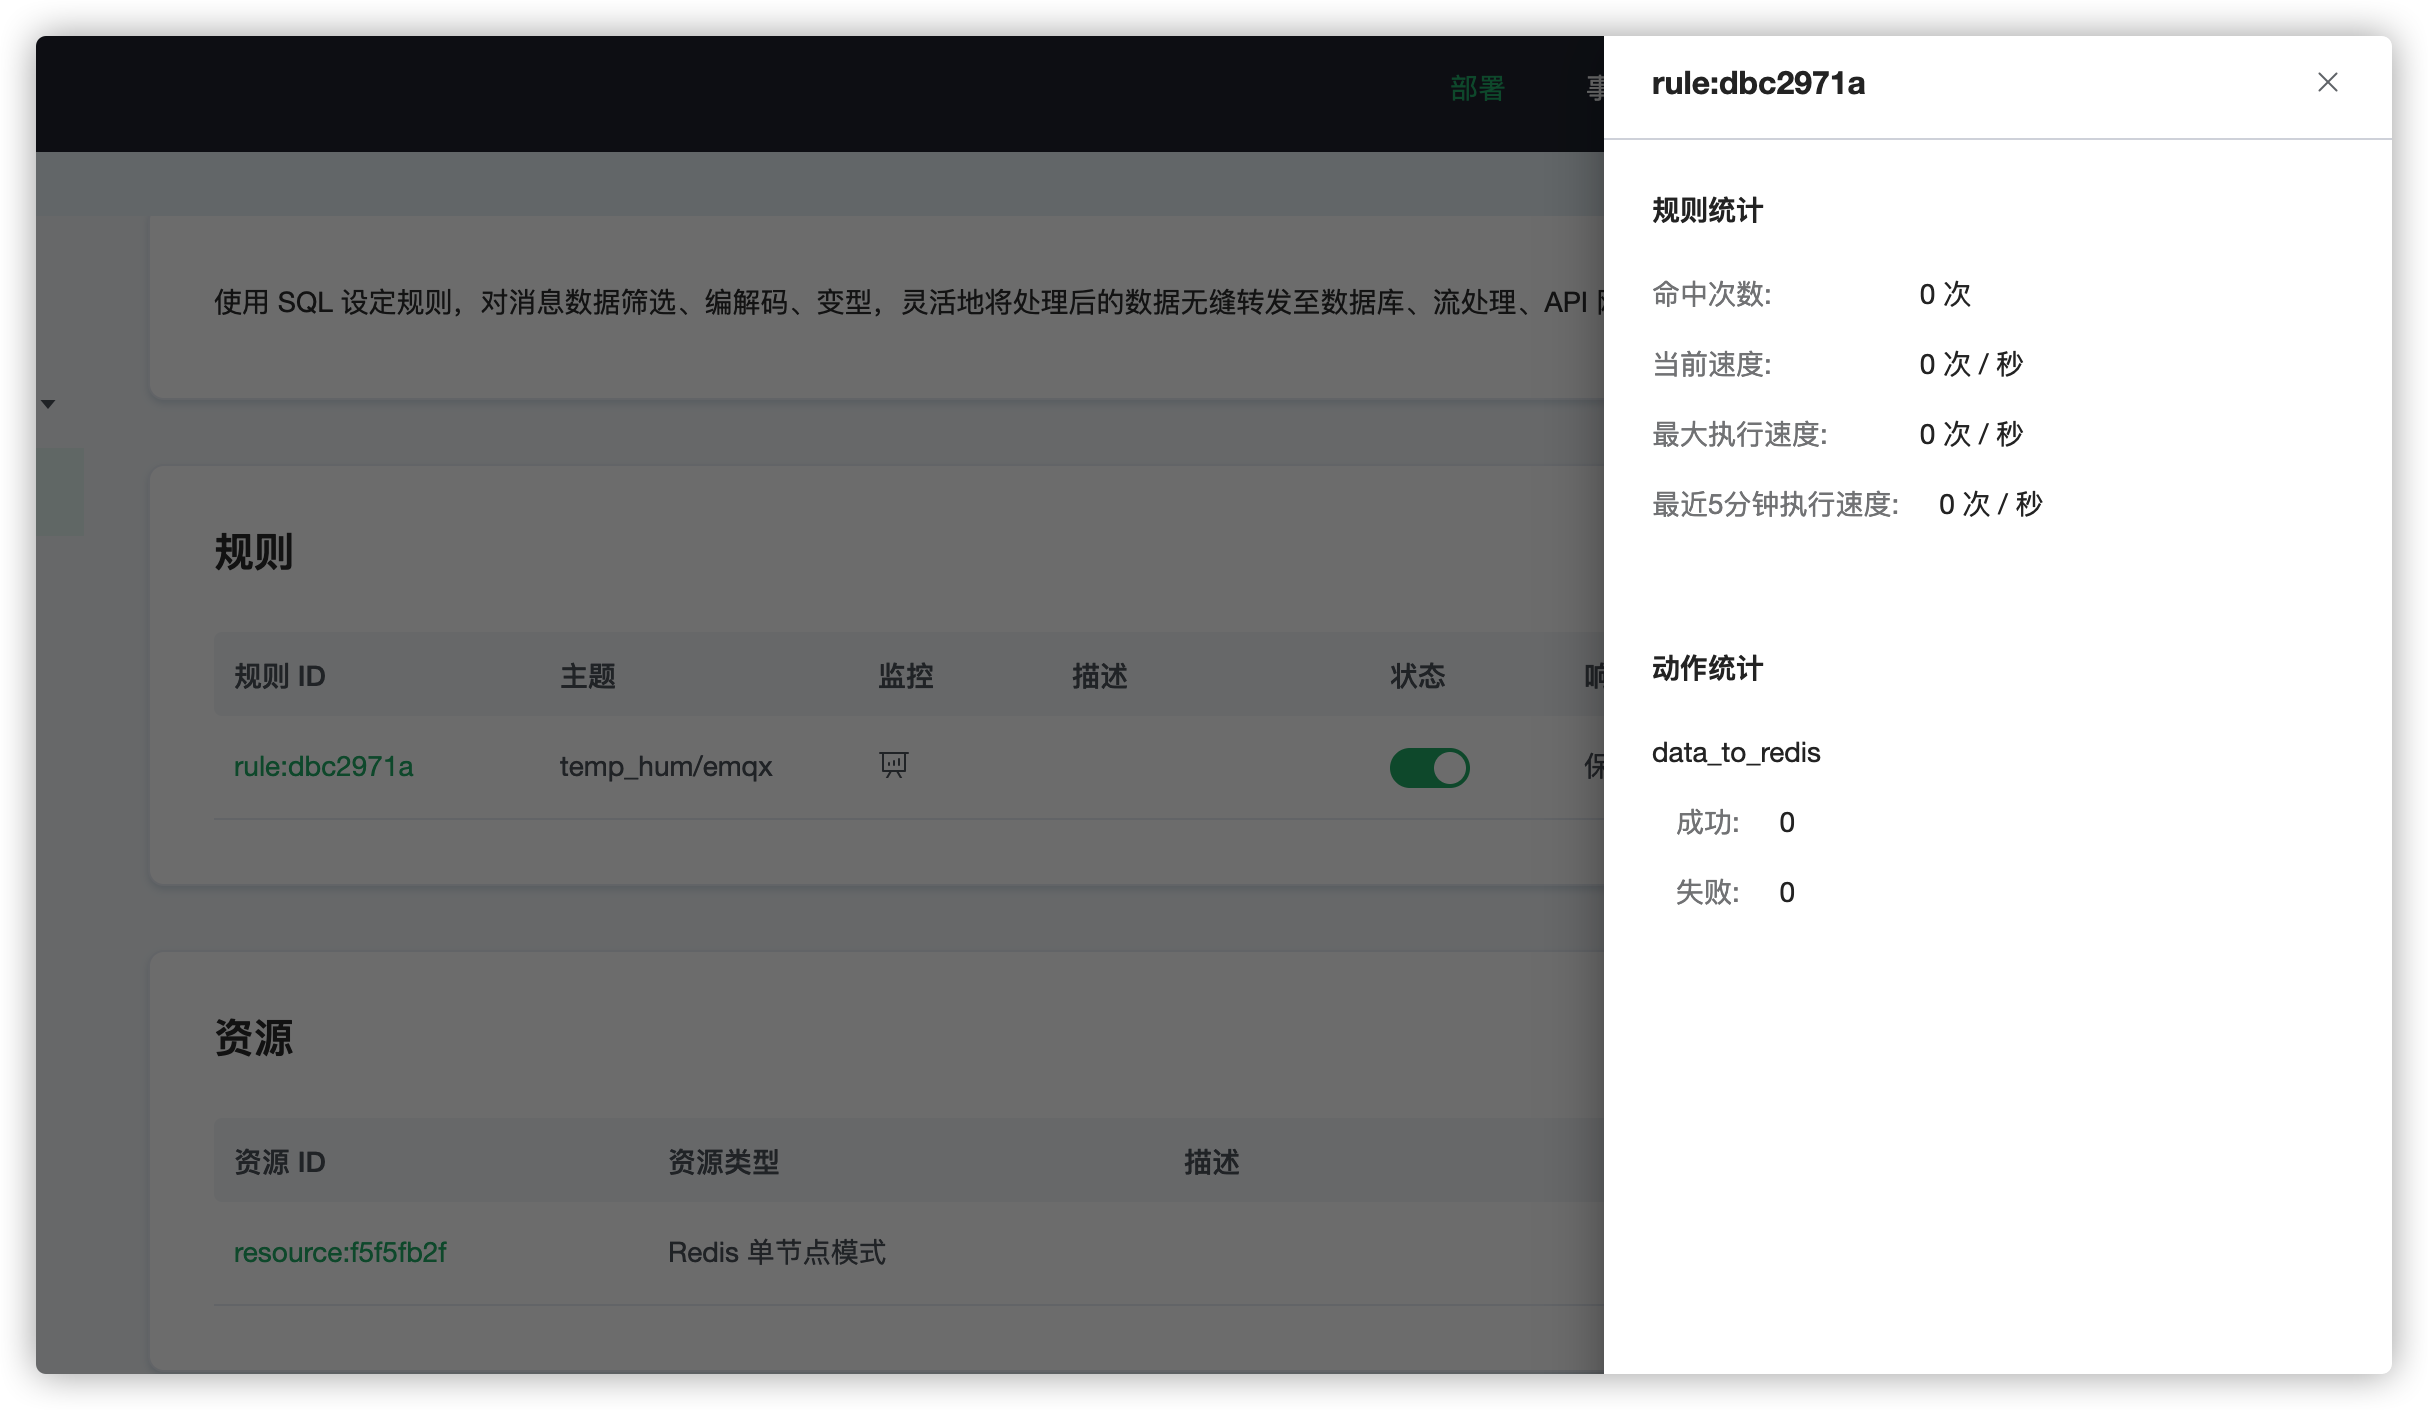 部署
rule:dbc2971a
使用 SQL 设定规则，对消息数据筛选、编解码、变型，灵活地将处理后的数据无缝转发至数据库、流处理、API
规则
规则 ID 主题 监控 描述 状态
rule:dbc2971a temp_hum/emqx
资源
资源 ID 资源类型 描述
resource:f5f5fb2f Redis 单节点模式
规则统计
命中次数: 0 次
当前速度: 0 次 / 秒
最大执行速度: 0 次 / 秒
最近5分钟执行速度: 0 次 / 秒
动作统计
data_to_redis
成功: 0
失败: 0